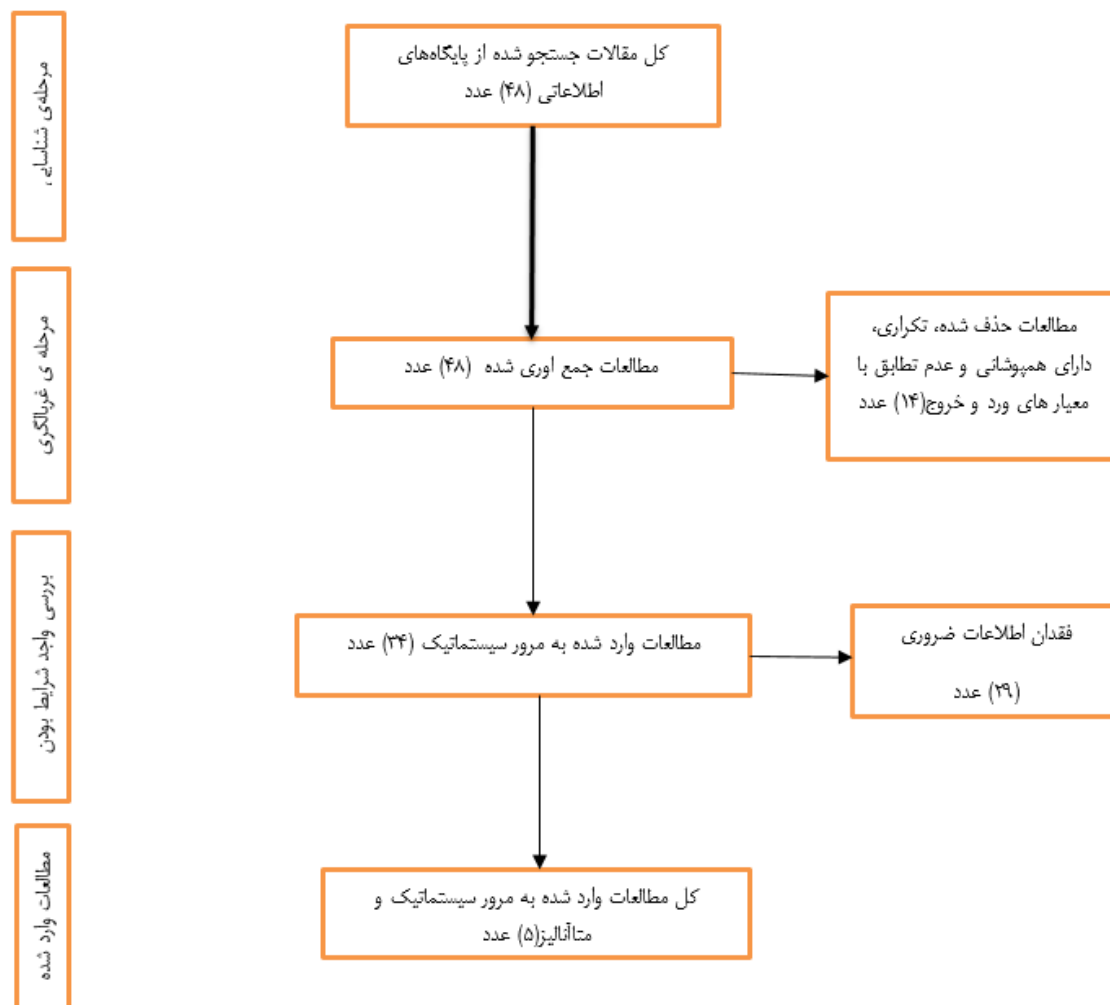 مرحله‌ی شناسایی ،
کل مقالات جستجو شده از پایگاه‌های
اطلاعاتی (۴۸) عدد
مرحله ی غربالگری
مطالعات جمع اوری شده (۴۸) عدد
مطالعات حذف شده، تکراری،
دارای همپوشانی و عدم تطابق با
معیار های ورد و خروج(۱۴) عدد
بررسی واجد شرایط بودن
مطالعات وارد شده به مرور سیستماتیک (۳۴) عدد
فقدان اطلاعات ضروری
(۲۹) عدد
مطالعات وارد شده
کل مطالعات وارد شده به مرور سیستماتیک و
متاآنالیز(۵) عدد